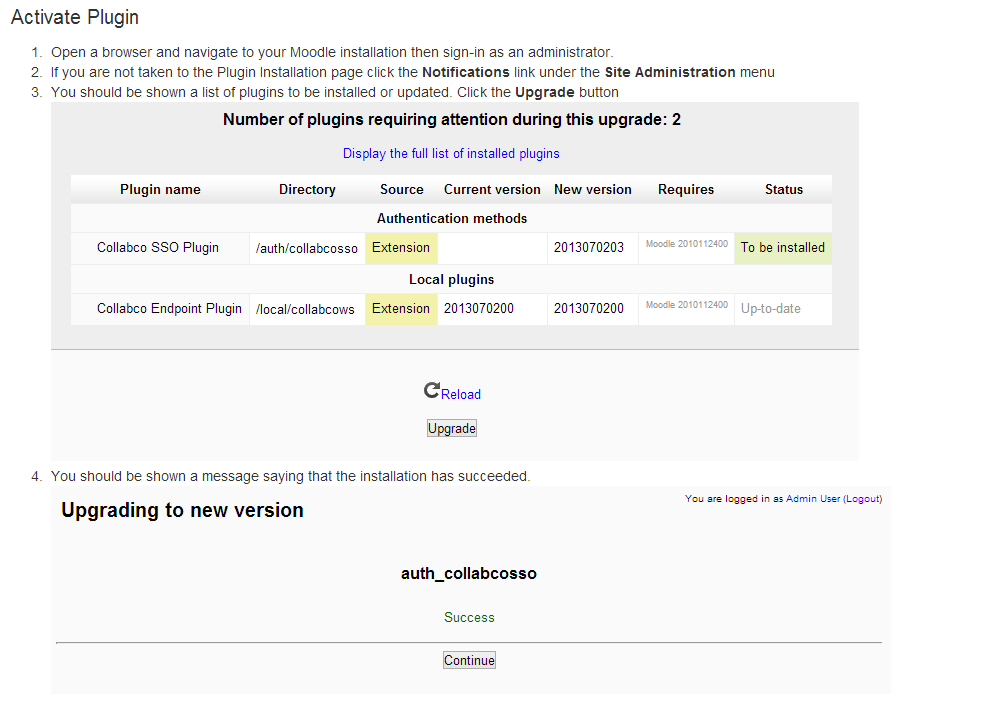 Activate Plugin
1. Open a browser and navigate to your Moodle installation then sign-in as an administrator.
2. If you are not taken to the Plugin Installation page click the Notifications link under the Site Administration menu
3. You should be shown a list of plugins to be installed or updated. Click the Upgrade button
Number of plugins requiring attention during this upgrade: 2
Display the full list of installed plugins
Plugin name Directory Source Current version New version Requires Status
Authentication methods
Collabco SSO Plugin /auth/collabcosso Extension 2013070203 Moodle 2010112400 To be installed
Local plugins
Collabco Endpoint Plugin /local/collabcows Extension 2013070200 2013070200 Moodle 2010112400 Up-to-date
Reload
Upgrade
4. You should be shown a message saying that the installation has succeeded.
You are logged in as Admin User (Logout)
Upgrading to new version
auth_collabcosso
Success
Continue